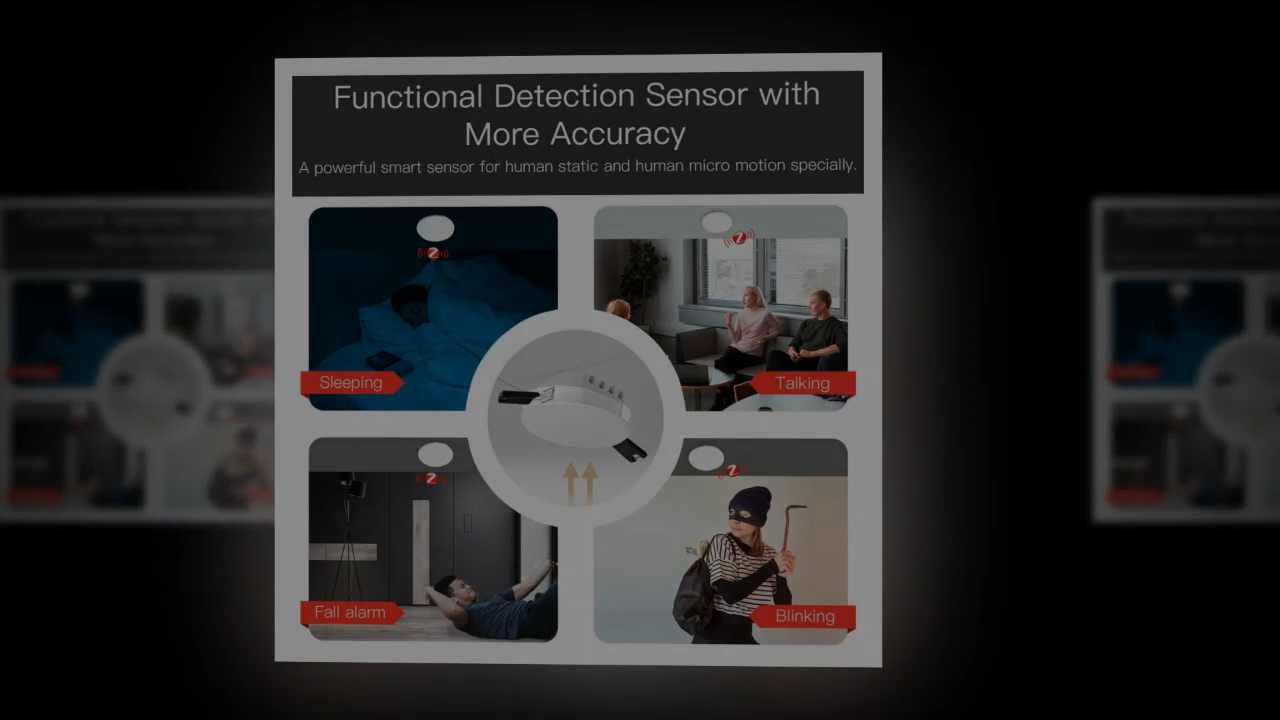 Functional Detection Sensor with
More Accuracy
A powerful smart sensor for human static and human micro motion specially.
Sleeping
Talking
Fall alarm
Blinking